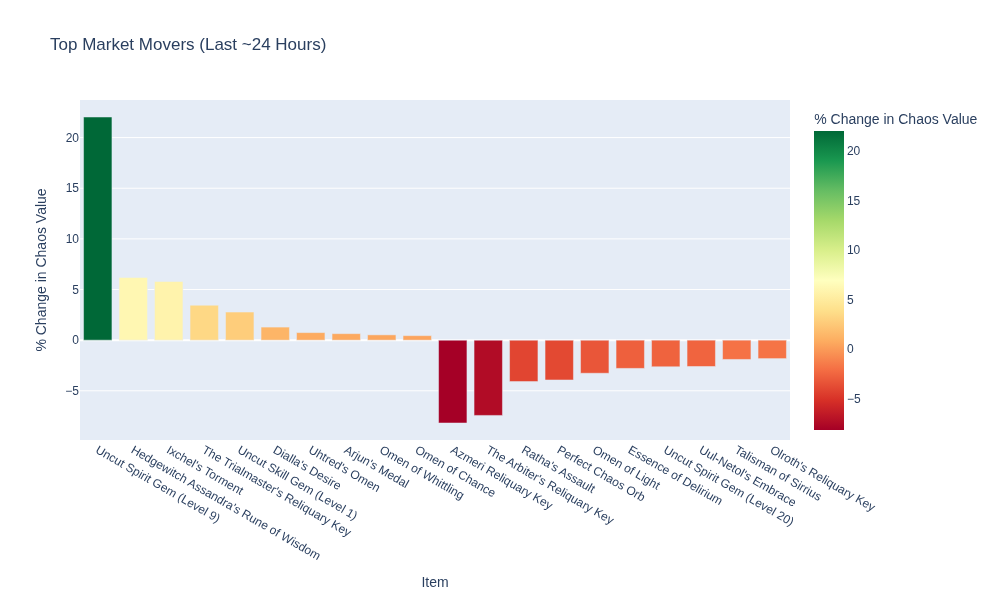 Top Market Movers (Last ~24 Hours)
% Change in Chaos Value
20
15
10
5
0
−5
% Change in Chaos Value
20
15
10
5
0
−5
Uncut Spirit Gem (Level 9)
Hedgewitch Assandra's Rune of Wisdom
Ixchel's Torment
The Trialmaster's Reliquary Key
Uncut Skill Gem (Level 1)
Dialla's Desire
Uhtred's Omen
Arjun's Medal
Omen of Whittling
Omen of Chance
Azmeri Reliquary Key
The Arbiter's Reliquary Key
Ratha's Assault
Perfect Chaos Orb
Omen of Light
Essence of Delirium
Uncut Spirit Gem (Level 20)
Uul-Neto's Embrace
Talisman of Sirrius
Olroth's Reliquary Key
Item